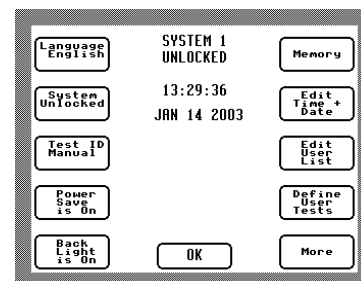 Language
English
SYSTEM 1
UNLOCKED
Memory
System
Unlocked
13:29:36
JAN 14 2003
Edit
Time +
Date
Test ID
Manual
Edit
User
List
Power
Save
is On
Define
User
Tests
Back
Light
is On
OK
More